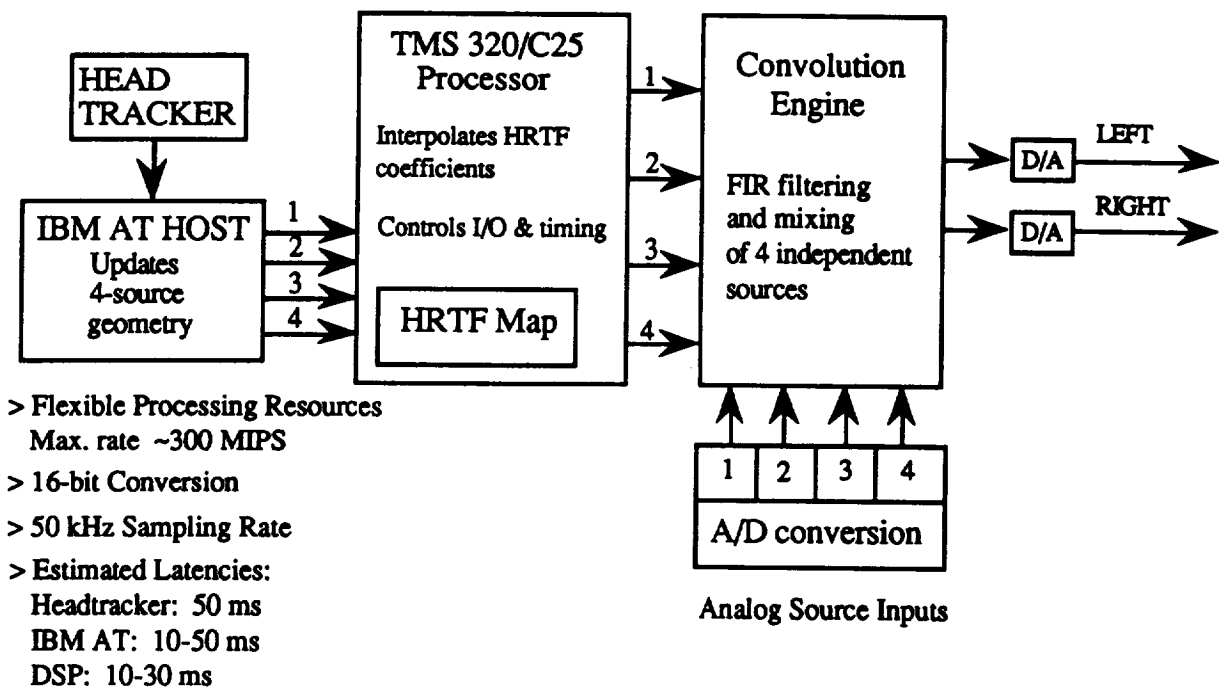 HEAD
TRACKER
IBM AT HOST
Updates
4-source
geometry
1
2
3
4
TMS 320/C25
Processor
Interpolates HRTF
coefficients
Controls I/O & timing
HRTF Map
1
2
3
4
Convolution
Engine
FIR filtering
and mixing
of 4 independent
sources
D/A
LEFT
D/A
RIGHT
1 2 3 4
A/D conversion
Analog Source Inputs
> Flexible Processing Resources
Max. rate ~300 MIPS
> 16-bit Conversion
> 50 kHz Sampling Rate
> Estimated Latencies:
Headtracker: 50 ms
IBM AT: 10-50 ms
DSP: 10-30 ms